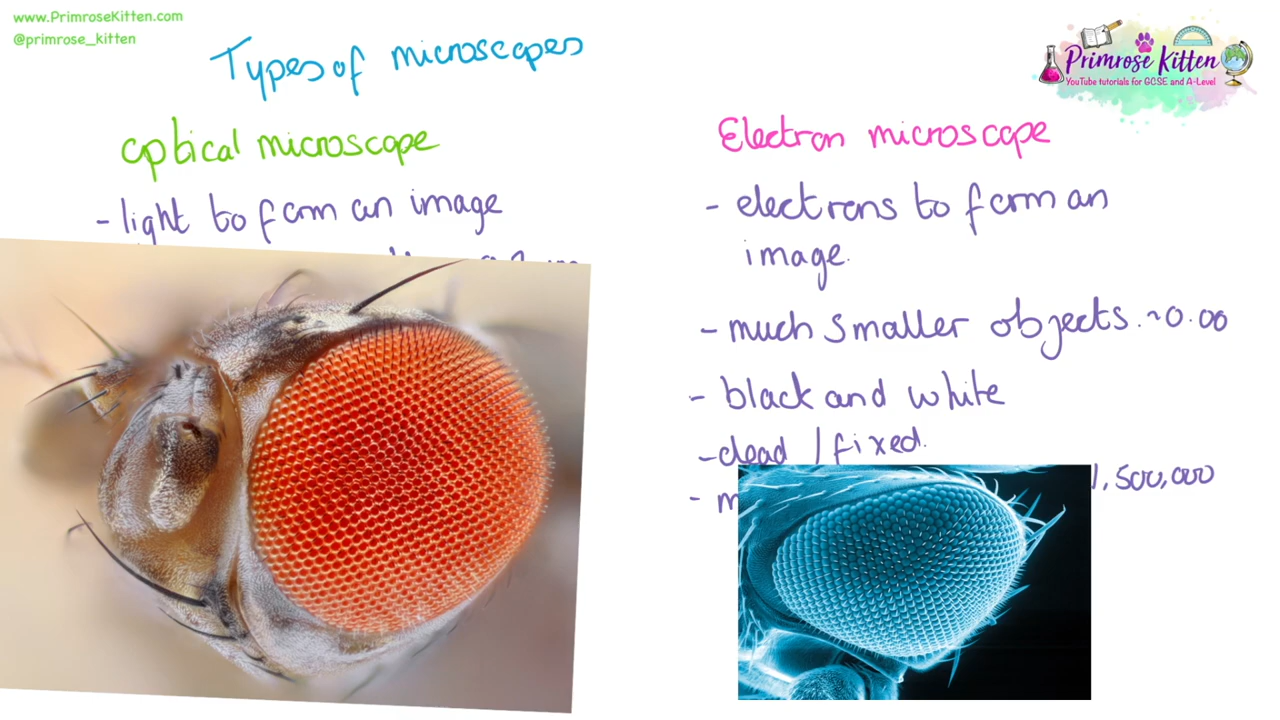 www.PrimroseKitten.com
@primrose_kitten
Types of microscopes
Primrose Kitten
YouTube tutorials for GCSE and A-Level
optical microscope
- light to form an image
Electron microscope
- electrons to form an
image.
- much smaller objects. ~0.00
- black and white
- dead / fixed.
- 1,500,000